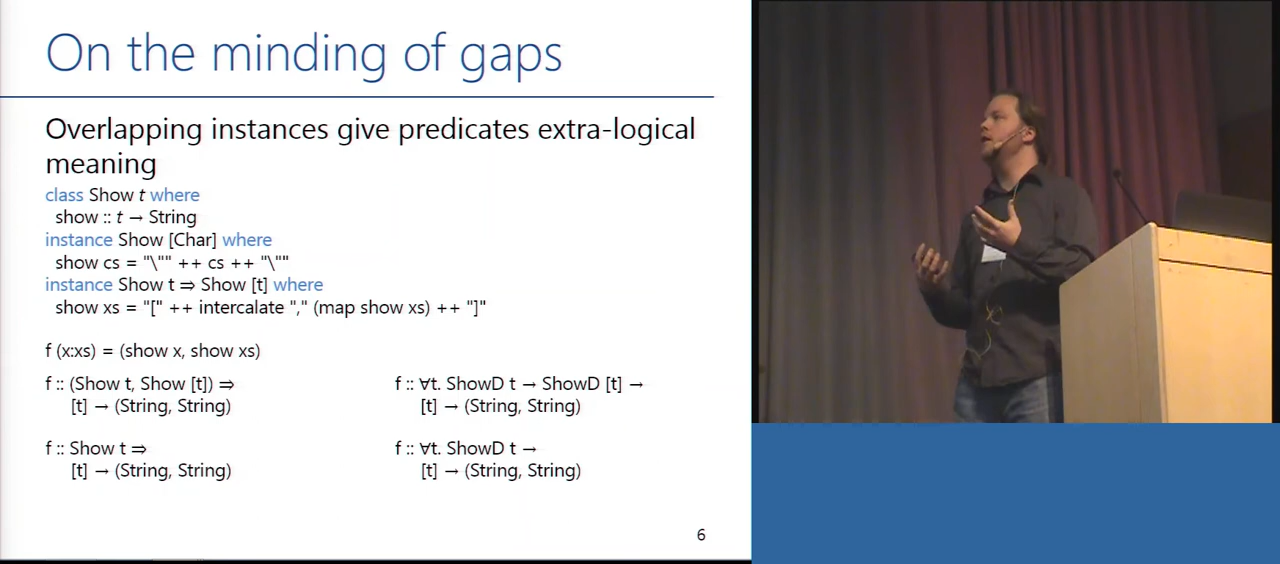 On the minding of gaps
Overlapping instances give predicates extra-logical
meaning
class Show t where
show :: t → String
instance Show [Char] where
show cs = "\"" ++ cs ++ "\""
instance Show t ⇒ Show [t] where
show xs = "[" ++ intercalate "," (map show xs) ++ "]"
f (x:xs) = (show x, show xs)
f :: (Show t, Show [t]) ⇒
[t] → (String, String)
f :: ∀t. ShowD t → ShowD [t] →
[t] → (String, String)
f :: Show t ⇒
[t] → (String, String)
f :: ∀t. ShowD t →
[t] → (String, String)
6